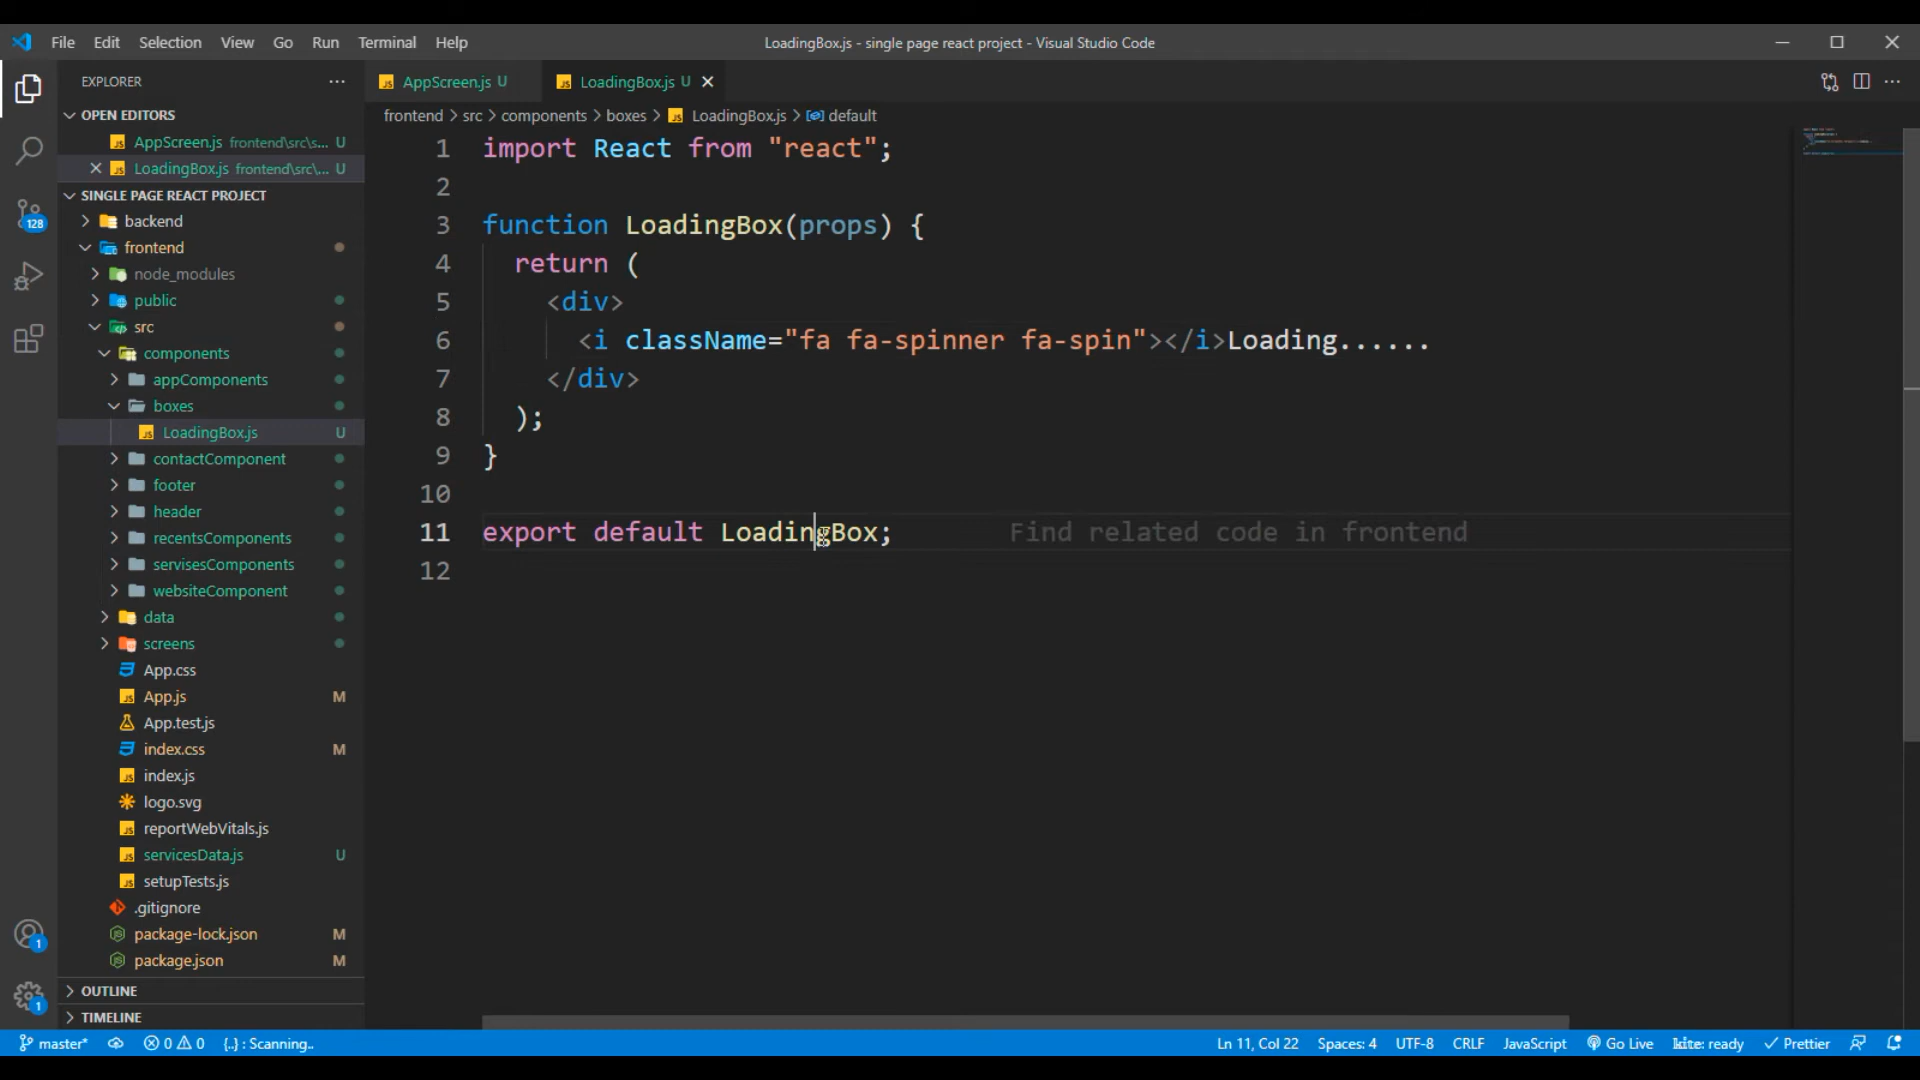 File Edit Selection View Go Run Terminal Help
LoadingBox.js - single page react project - Visual Studio Code
EXPLORER
OPEN EDITORS
AppScreen.js frontend\src\s... U
LoadingBox.js frontend\src\... U
SINGLE PAGE REACT PROJECT
backend
frontend
node_modules
public
src
components
appComponents
boxes
LoadingBox.js U
contactComponent
footer
header
recentsComponents
servisesComponents
websiteComponent
data
screens
App.css
App.js M
App.test.js
index.css M
index.js
logo.svg
reportWebVitals.js
servicesData.js U
setupTests.js
.gitignore
package-lock.json M
package.json M
OUTLINE
TIMELINE
128
1
1
AppScreen.js U
LoadingBox.js U
frontend > src > components > boxes > LoadingBox.js > default
1 import React from "react";
2
3 function LoadingBox(props) {
4 return (
5 <div>
6 <i className="fa fa-spinner fa-spin"></i>Loading......
7 </div>
8 );
9 }
10
11 export default LoadingBox; Find related code in frontend
12
master* 0 0 {..} : Scanning.. Ln 11, Col 22 Spaces: 4 UTF-8 CRLF JavaScript Go Live kite: ready Prettier